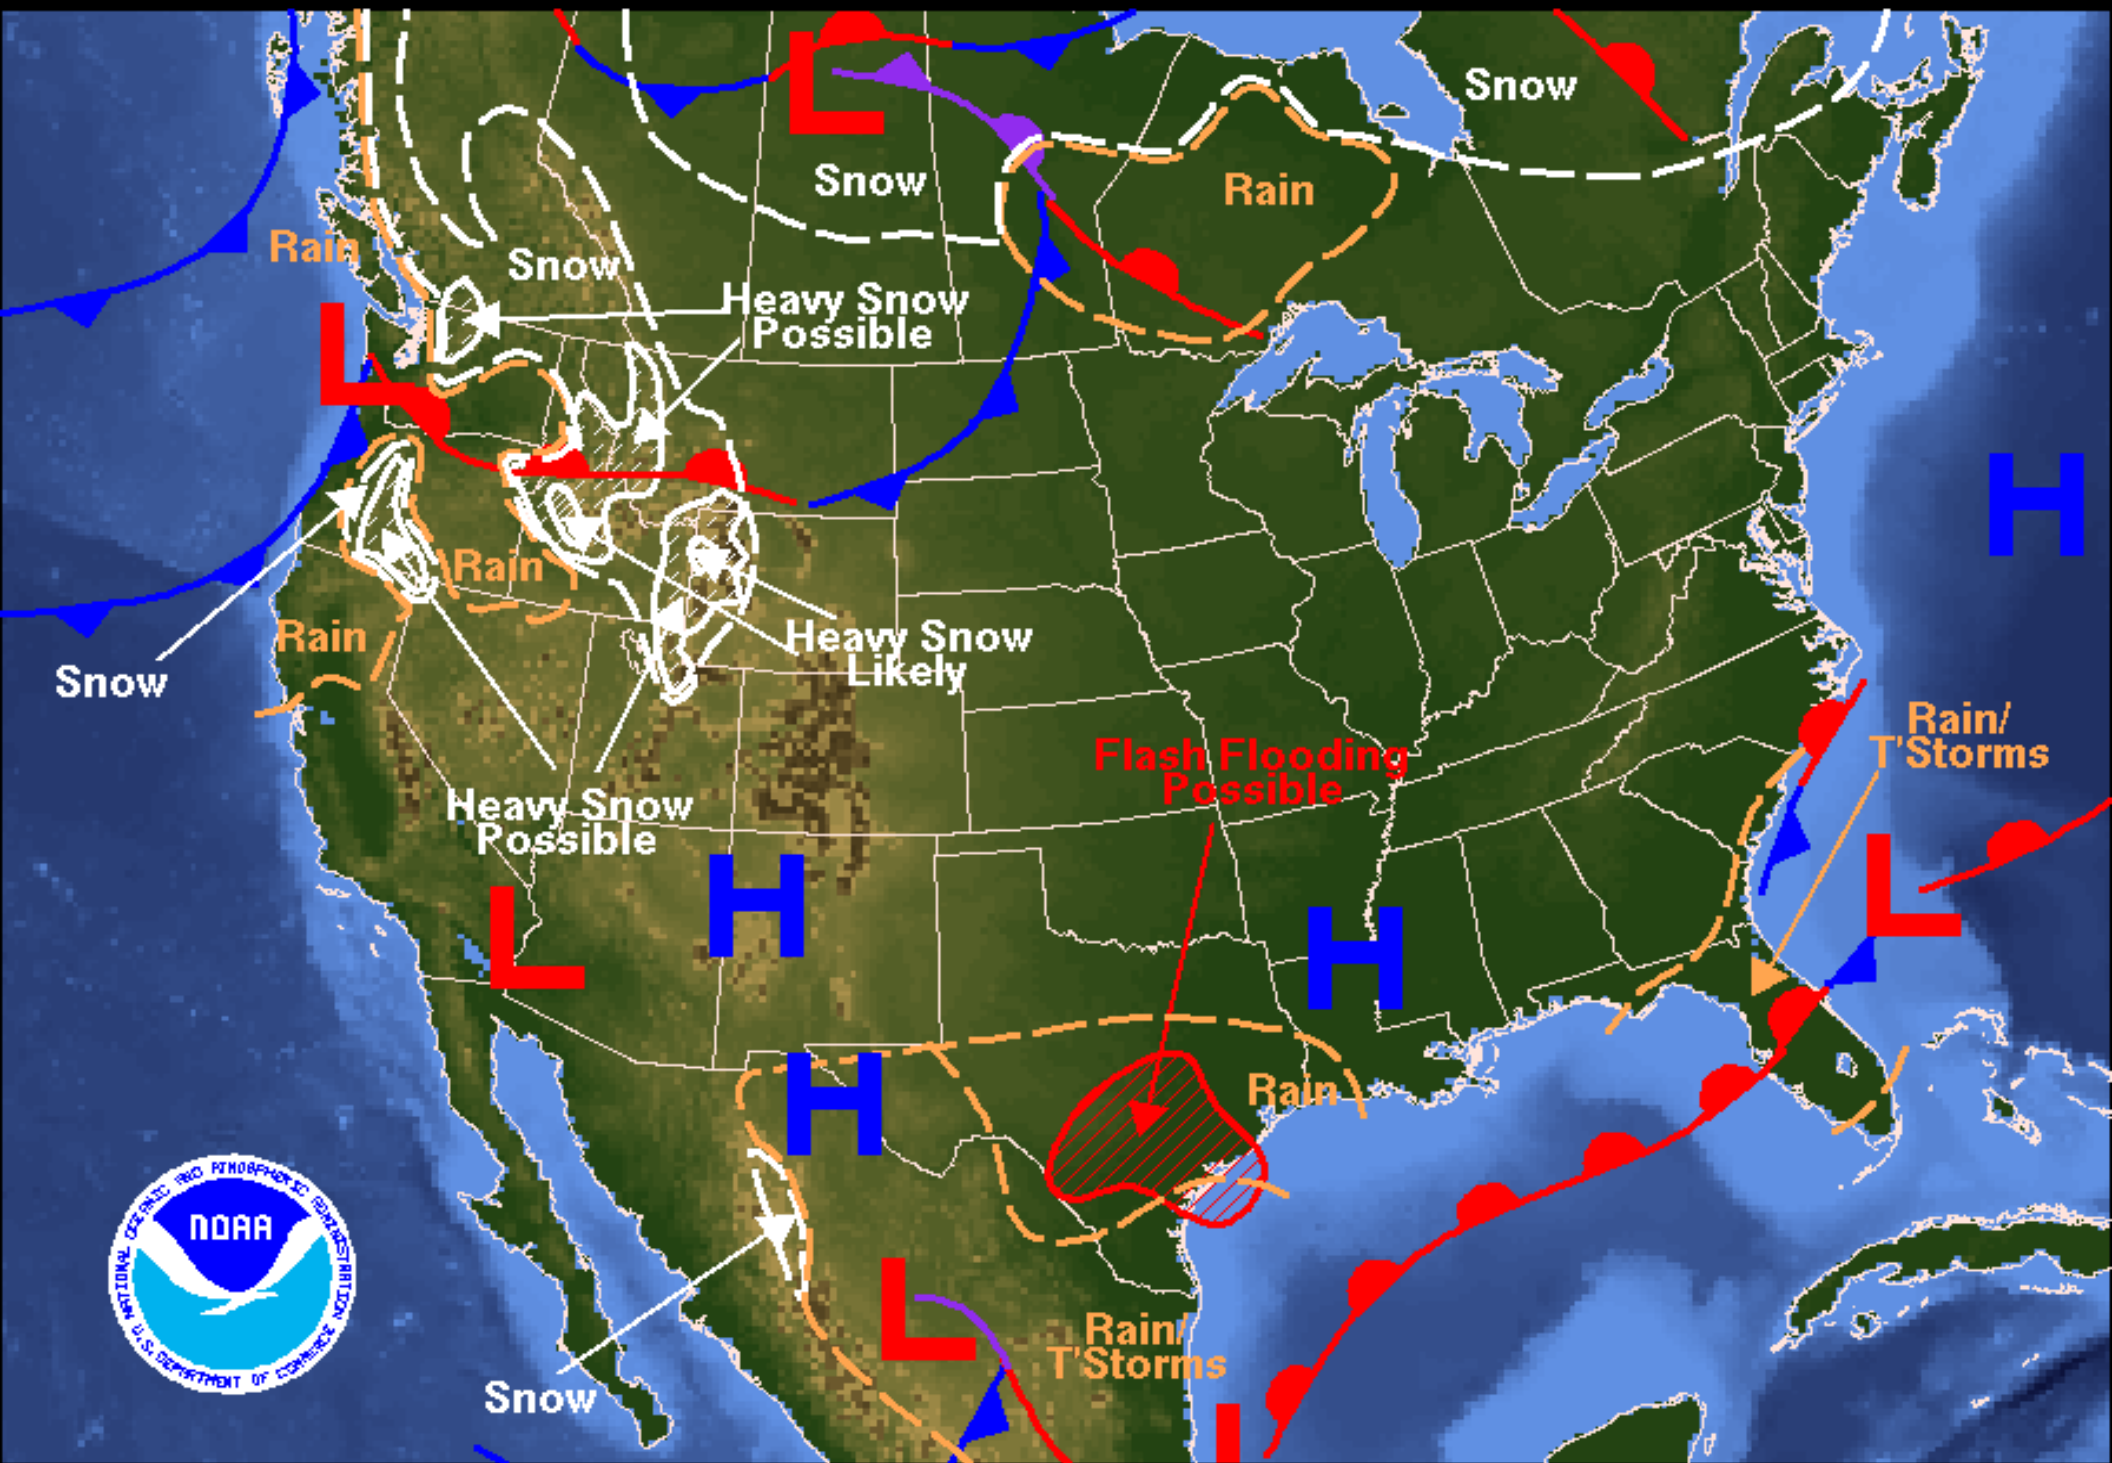 Snow
Snow
Rain
Rain
Snow
Heavy Snow
Possible
Rain
Rain
Heavy Snow
Likely
Snow
Rain/
T'Storms
Flash Flooding
Possible
Heavy Snow
Possible
H
H
H
H
L
L
L
L
L
Rain
NATIONAL OCEANIC AND ATMOSPHERIC ADMINISTRATION
NOAA
U.S. DEPARTMENT OF COMMERCE
Rain/
T'Storms
Snow